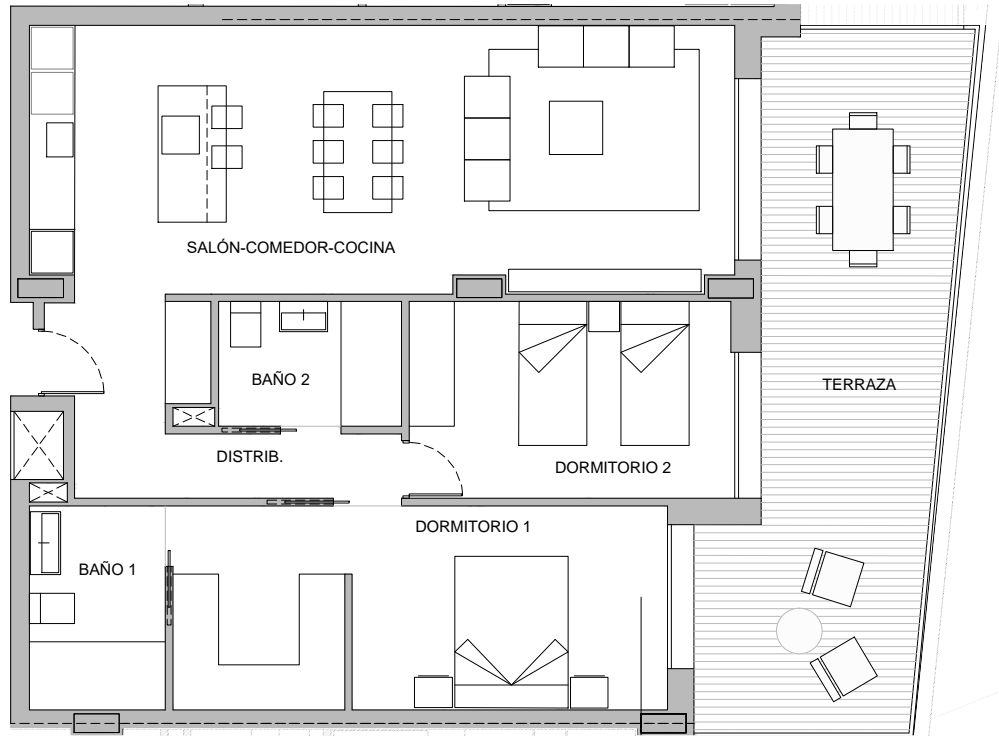 SALÓN-COMEDOR-COCINA
BAÑO 2
TERRAZA
DISTRIB.
DORMITORIO 2
DORMITORIO 1
BAÑO 1